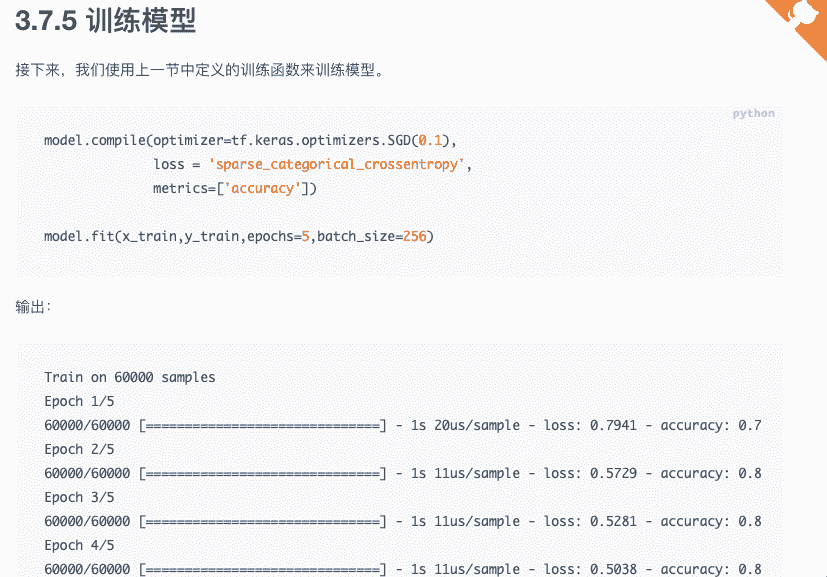 3.7.5 训练模型
接下来，我们使用上一节中定义的训练函数来训练模型。
python
model.compile(optimizer=tf.keras.optimizers.SGD(0.1),
              loss = 'sparse_categorical_crossentropy',
              metrics=['accuracy'])
model.fit(x_train,y_train,epochs=5,batch_size=256)
输出：
Train on 60000 samples
Epoch 1/5
60000/60000 [==============================] - 1s 20us/sample - loss: 0.7941 - accuracy: 0.7
Epoch 2/5
60000/60000 [==============================] - 1s 11us/sample - loss: 0.5729 - accuracy: 0.8
Epoch 3/5
60000/60000 [==============================] - 1s 11us/sample - loss: 0.5281 - accuracy: 0.8
Epoch 4/5
60000/60000 [==============================] - 1s 11us/sample - loss: 0.5038 - accuracy: 0.8